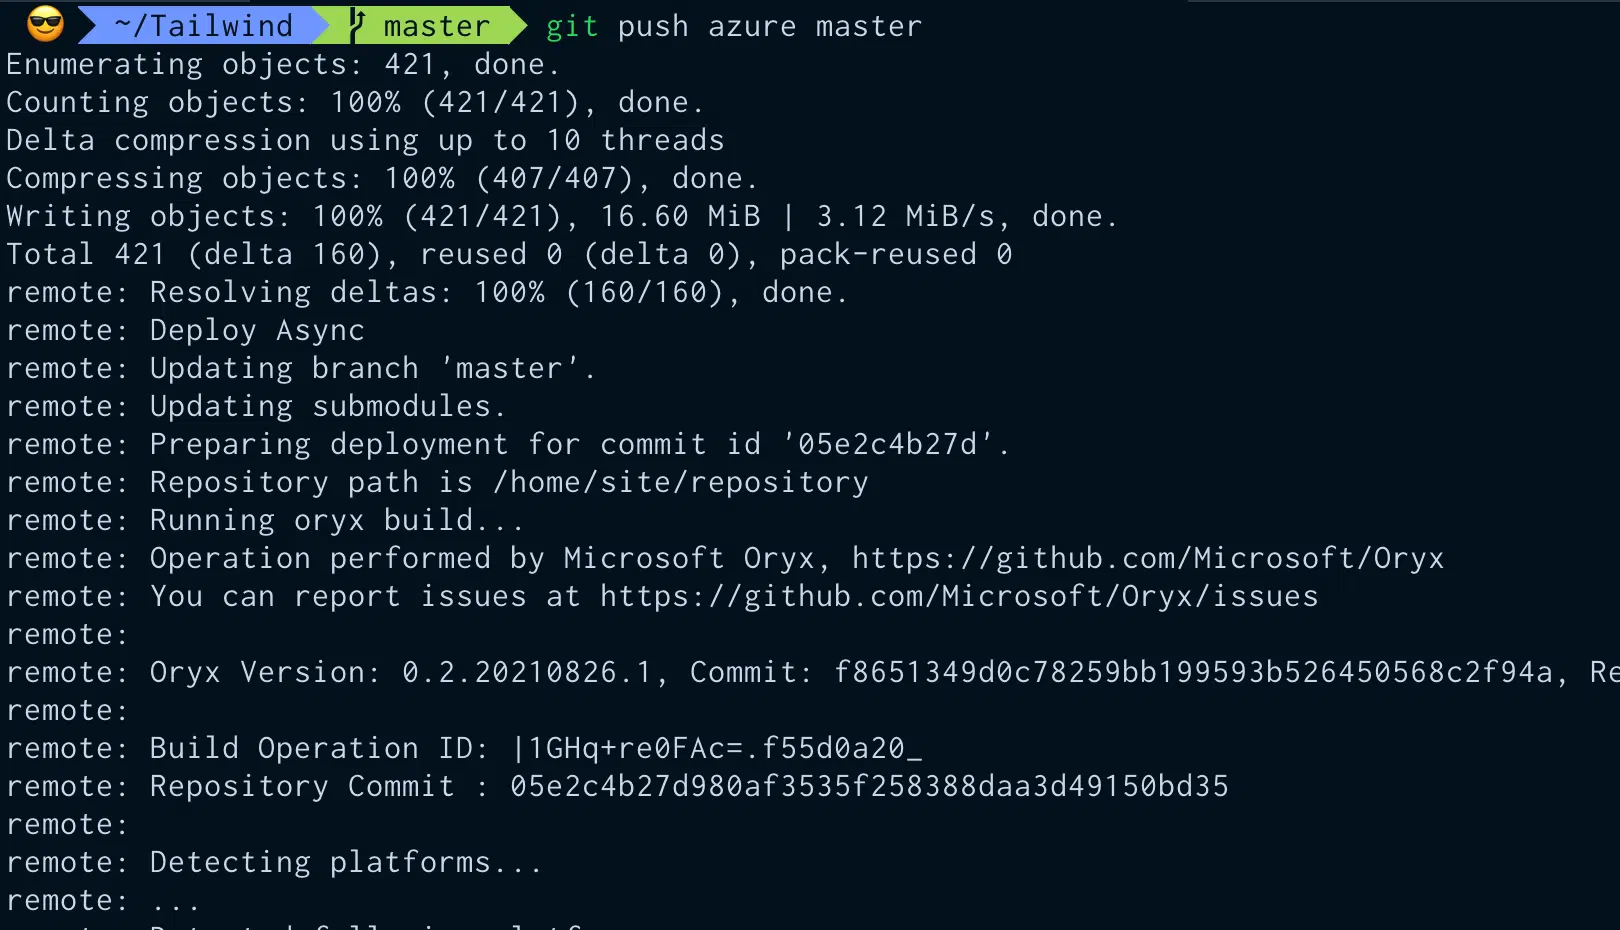 ~/Tailwind master git push azure master
Enumerating objects: 421, done.
Counting objects: 100% (421/421), done.
Delta compression using up to 10 threads
Compressing objects: 100% (407/407), done.
Writing objects: 100% (421/421), 16.60 MiB | 3.12 MiB/s, done.
Total 421 (delta 160), reused 0 (delta 0), pack-reused 0
remote: Resolving deltas: 100% (160/160), done.
remote: Deploy Async
remote: Updating branch 'master'.
remote: Updating submodules.
remote: Preparing deployment for commit id '05e2c4b27d'.
remote: Repository path is /home/site/repository
remote: Running oryx build...
remote: Operation performed by Microsoft Oryx, https://github.com/Microsoft/Oryx
remote: You can report issues at https://github.com/Microsoft/Oryx/issues
remote:
remote: Oryx Version: 0.2.20210826.1, Commit: f8651349d0c78259bb199593b526450568c2f94a, Re
remote:
remote: Build Operation ID: |1GHq+re0FAc=.f55d0a20_
remote: Repository Commit : 05e2c4b27d980af3535f258388daa3d49150bd35
remote:
remote: Detecting platforms...
remote: ...